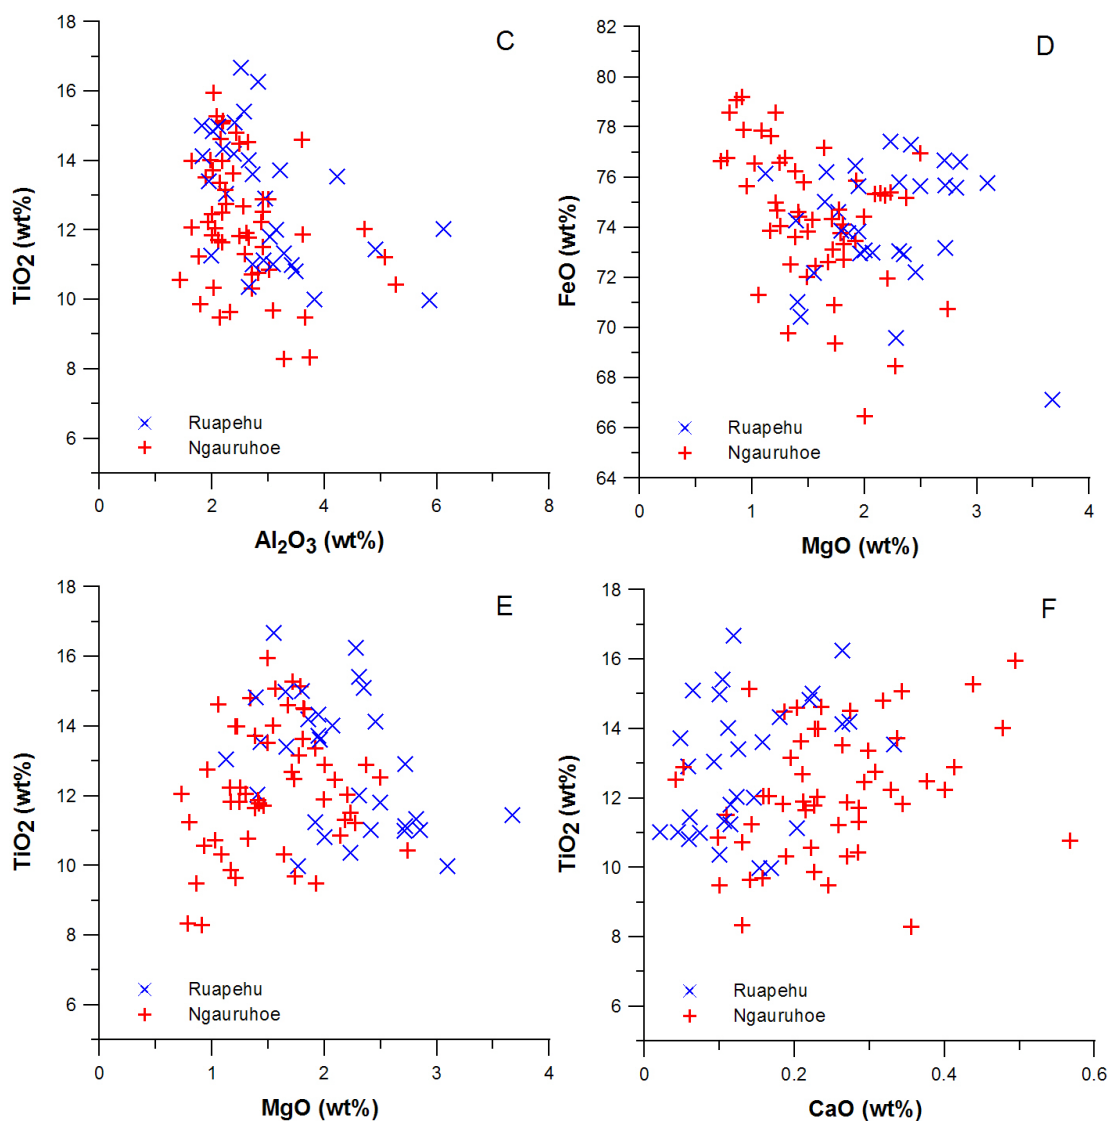 C
18
16
14
12
10
8
6
TiO₂ (wt%)
Ruapehu
Ngauruhoe
0 2 4 6 8
Al₂O₃ (wt%)
D
82
80
78
76
74
72
70
68
66
64
FeO (wt%)
Ruapehu
Ngauruhoe
0 1 2 3 4
MgO (wt%)
E
18
16
14
12
10
8
6
TiO₂ (wt%)
Ruapehu
Ngauruhoe
0 1 2 3 4
MgO (wt%)
F
18
16
14
12
10
8
6
TiO₂ (wt%)
Ruapehu
Ngauruhoe
0 0.2 0.4 0.6
CaO (wt%)